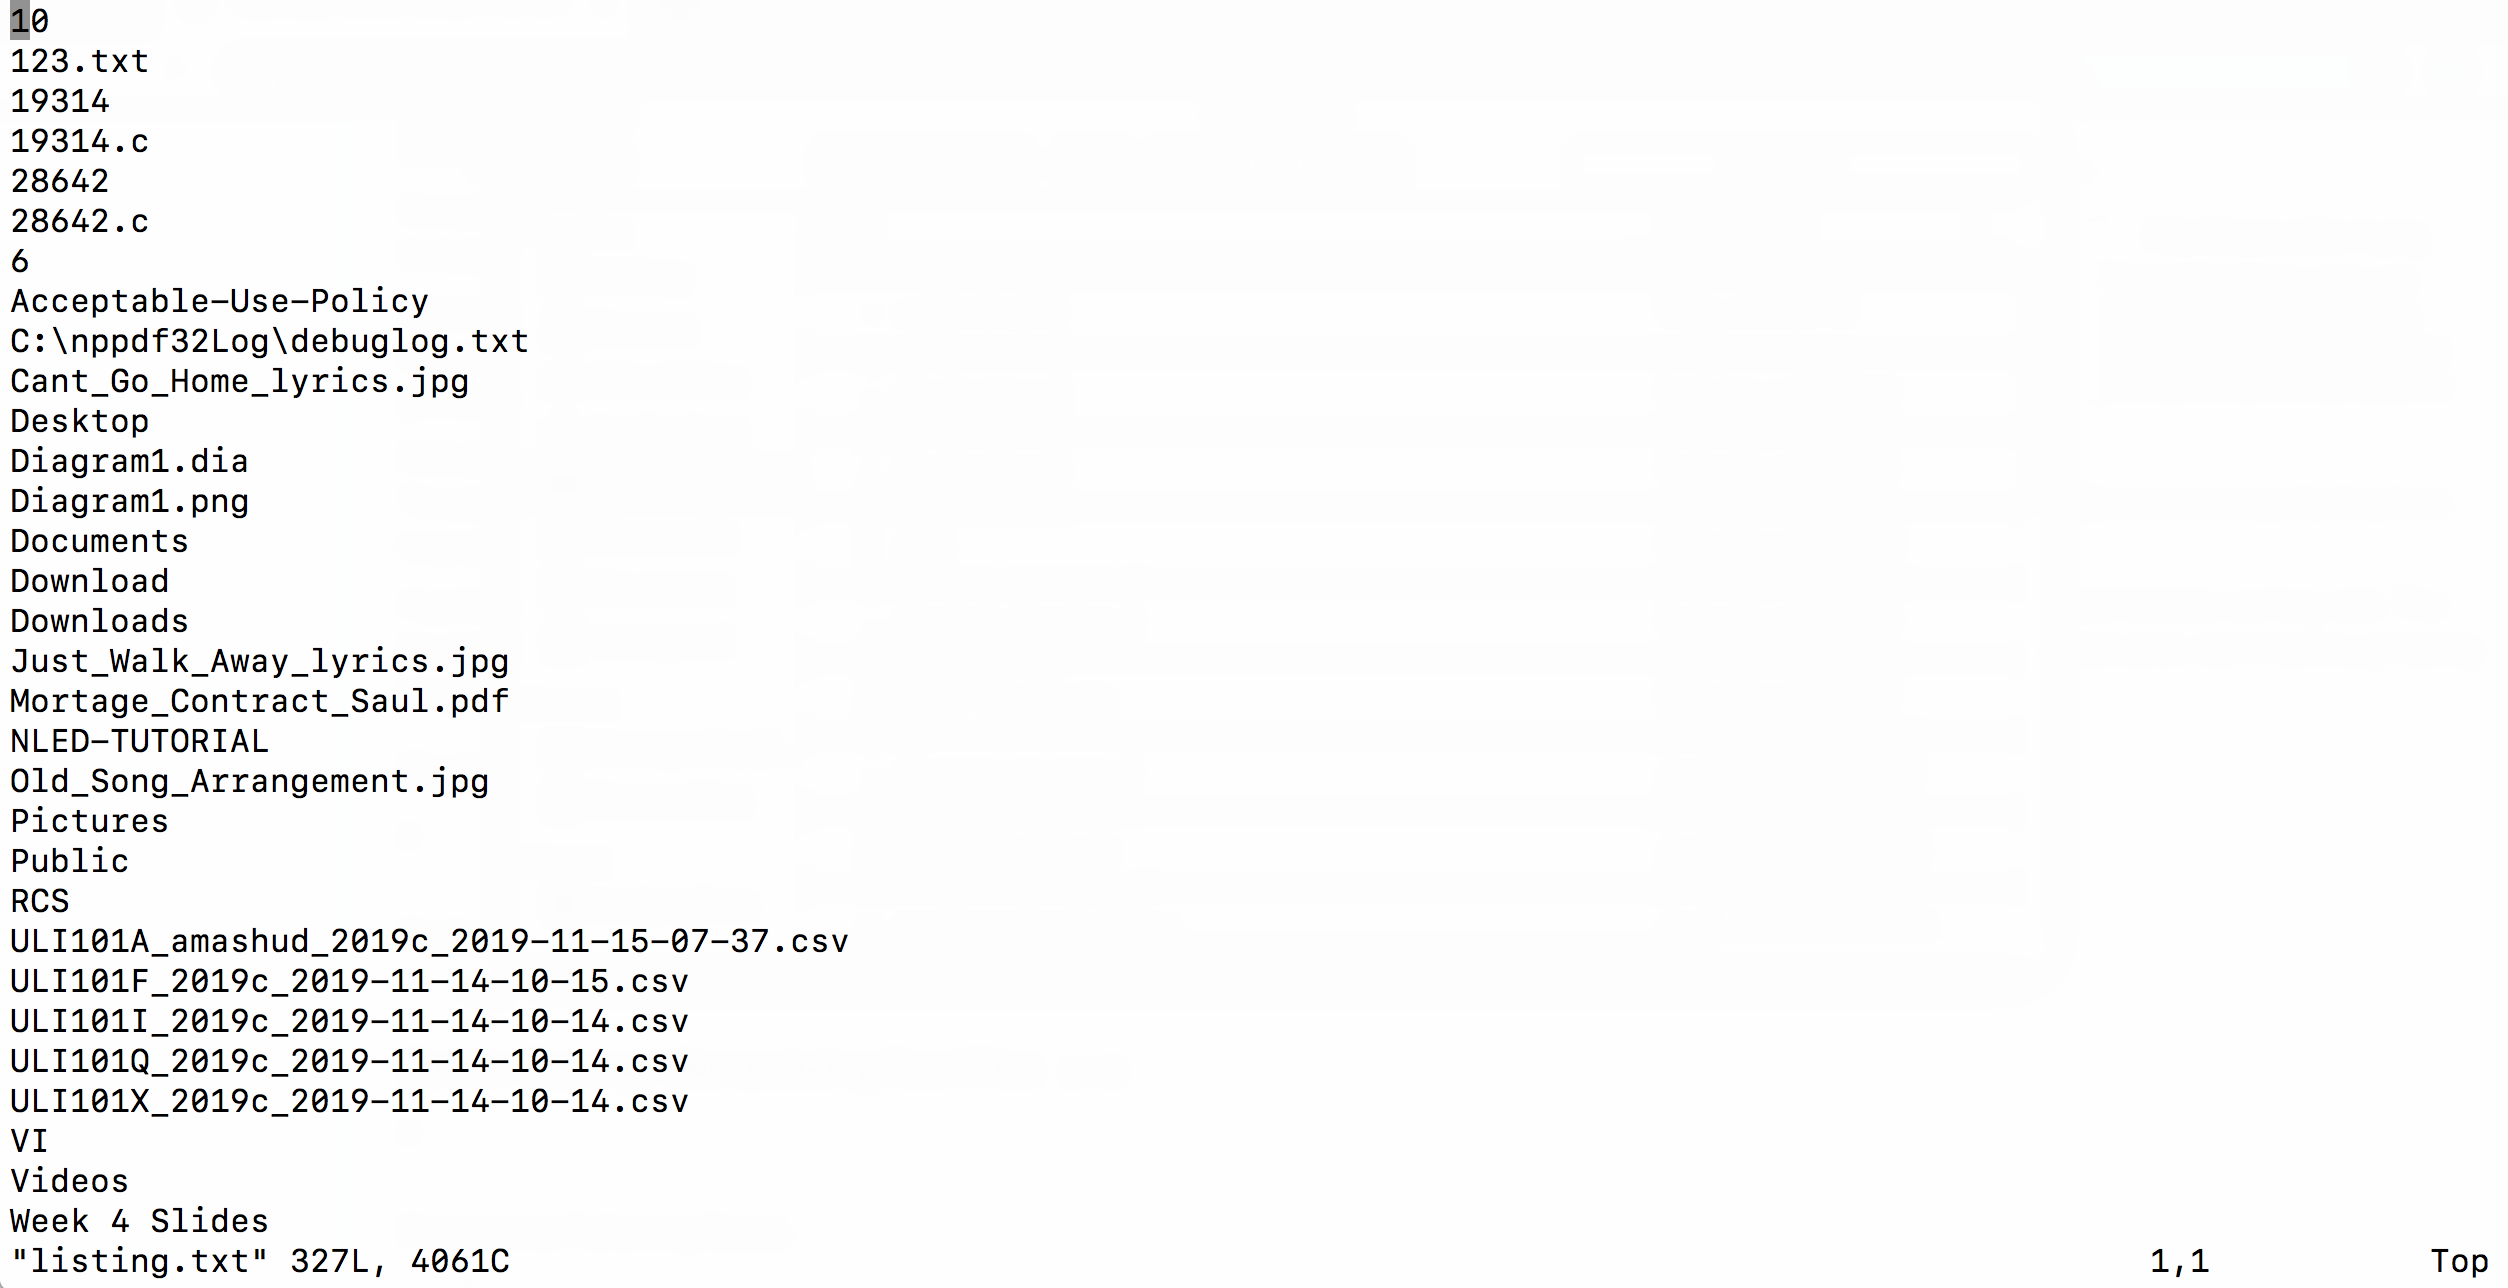 10
123.txt
19314
19314.c
28642
28642.c
6
Acceptable-Use-Policy
C:\nppdf32Log\debuglog.txt
Cant_Go_Home_lyrics.jpg
Desktop
Diagram1.dia
Diagram1.png
Documents
Download
Downloads
Just_Walk_Away_lyrics.jpg
Mortage_Contract_Saul.pdf
NLED-TUTORIAL
Old_Song_Arrangement.jpg
Pictures
Public
RCS
ULI101A_amashud_2019c_2019-11-15-07-37.csv
ULI101F_2019c_2019-11-14-10-15.csv
ULI101I_2019c_2019-11-14-10-14.csv
ULI101Q_2019c_2019-11-14-10-14.csv
ULI101X_2019c_2019-11-14-10-14.csv
VI
Videos
Week 4 Slides
"listing.txt" 327L, 4061C 1,1 Top